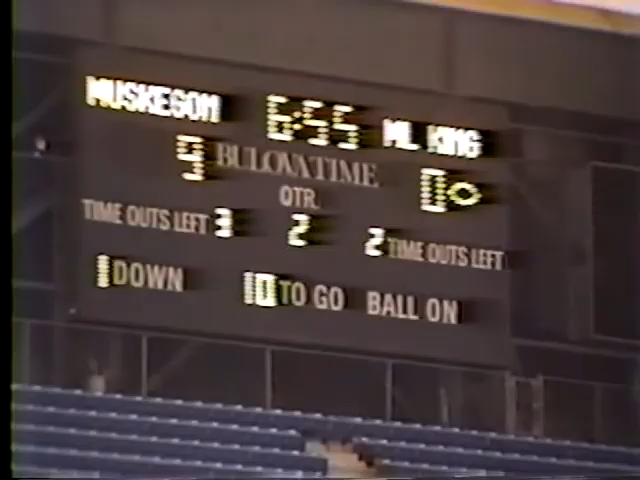 MUSKEGON 6:55 ML KING
9 BULOVA TIME 0
QTR.
TIME OUTS LEFT 3 2 2 TIME OUTS LEFT
1 DOWN 10 TO GO BALL ON